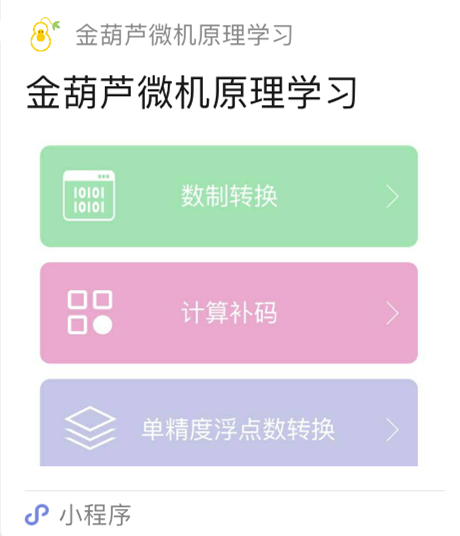 金葫芦微机原理学习
金葫芦微机原理学习
10101
10101
数制转换
计算补码
单精度浮点数转换
小程序